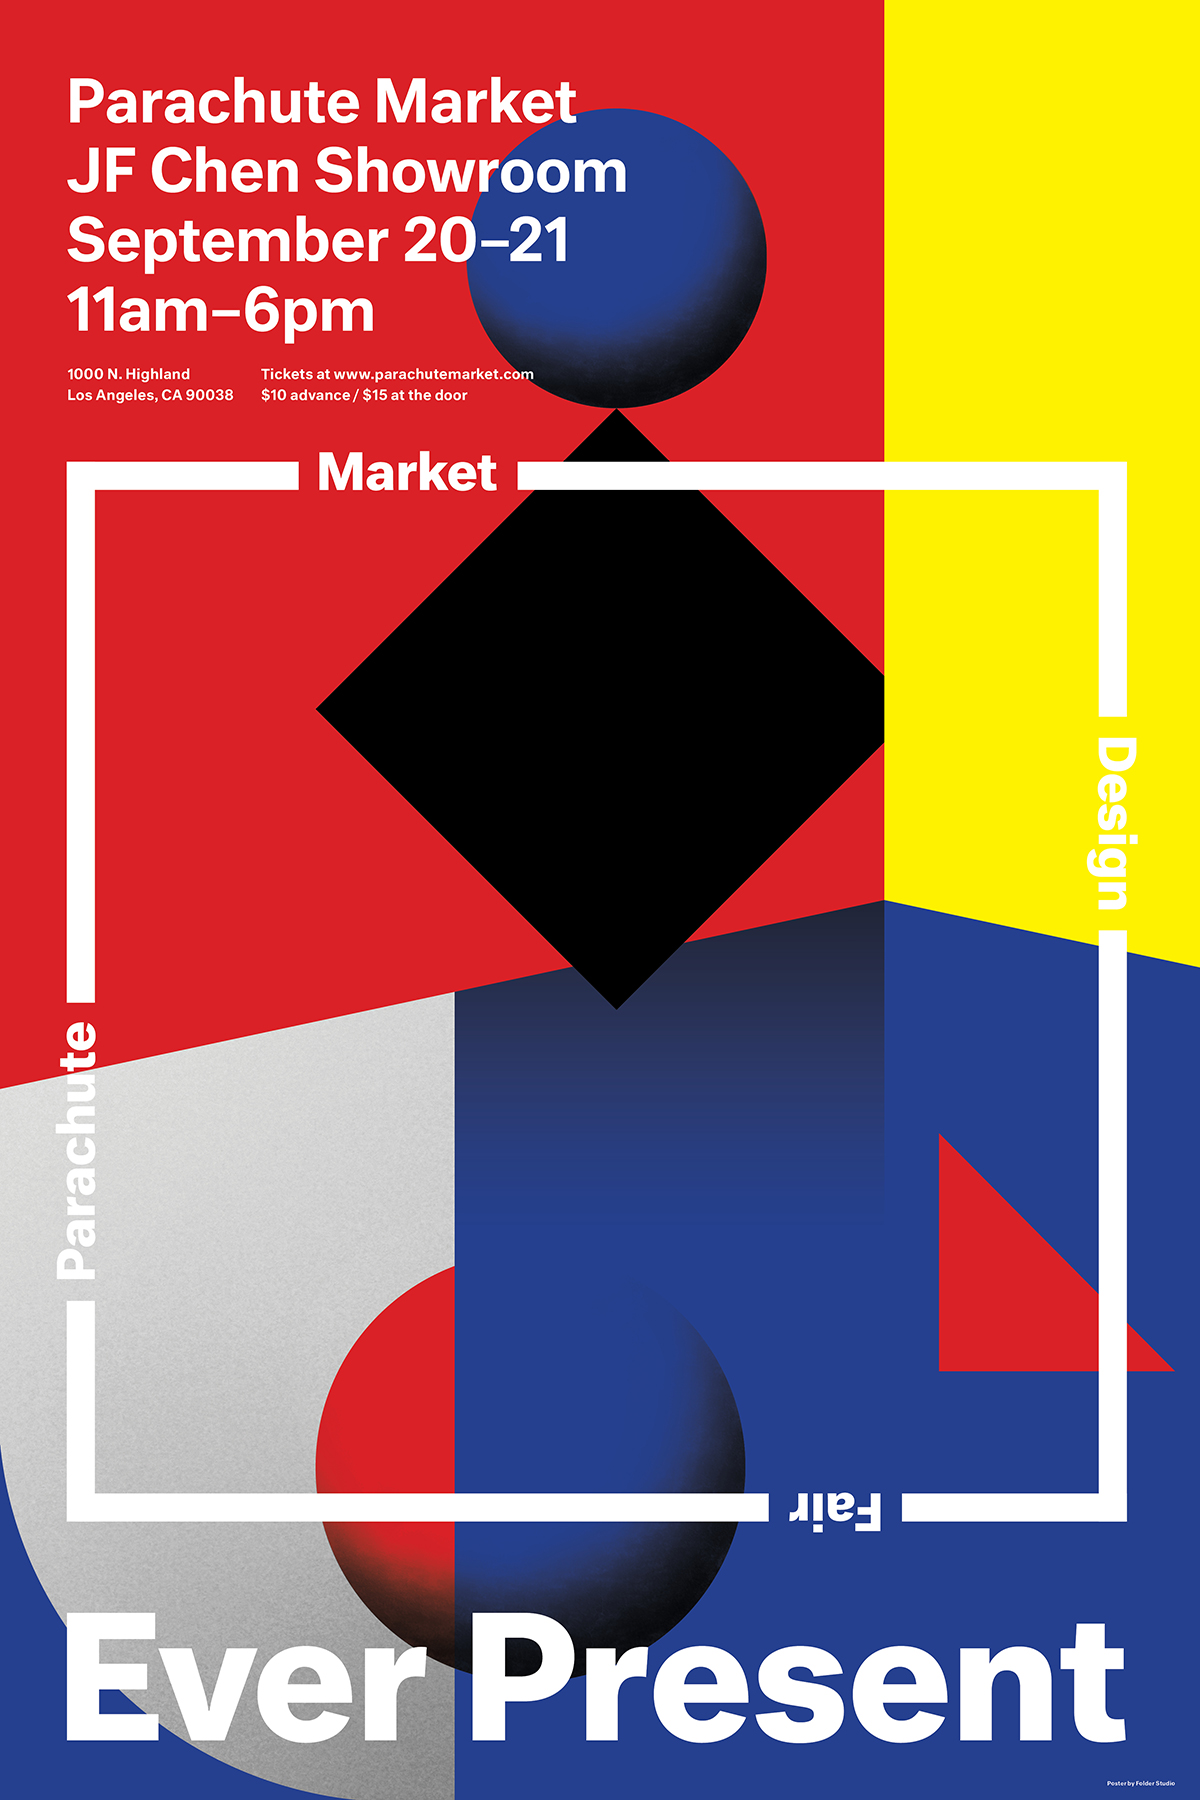 Parachute Market
JF Chen Showroom
September 20–21
11am–6pm
1000 N. Highland
Los Angeles, CA 90038
Tickets at www.parachutemarket.com
$10 advance / $15 at the door
Parachute
Market
Design
Fair
Ever Present
Poster by Folder Studio